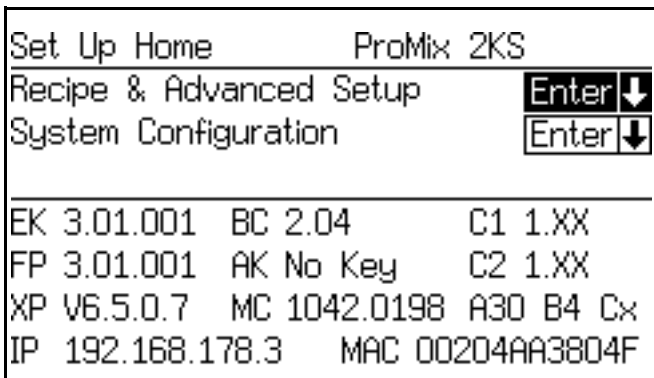 Set Up Home ProMix 2KS
Recipe & Advanced Setup Enter
System Configuration Enter
EK 3.01.001 BC 2.04 C1 1.XX
FP 3.01.001 AK No Key C2 1.XX
XP V6.5.0.7 MC 1042.0198 A30 B4 Cx
IP 192.168.178.3 MAC 00204AA3804F